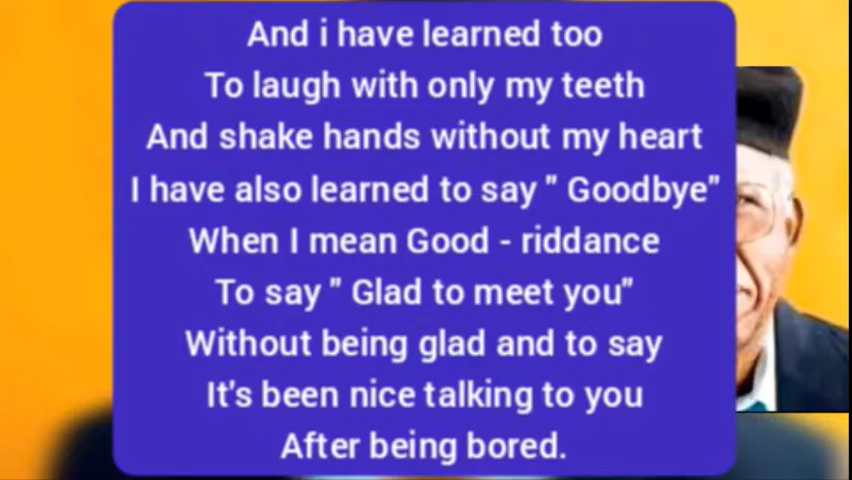 And i have learned too
To laugh with only my teeth
And shake hands without my heart
I have also learned to say " Goodbye"
When I mean Good - riddance
To say " Glad to meet you"
Without being glad and to say
It's been nice talking to you
After being bored.